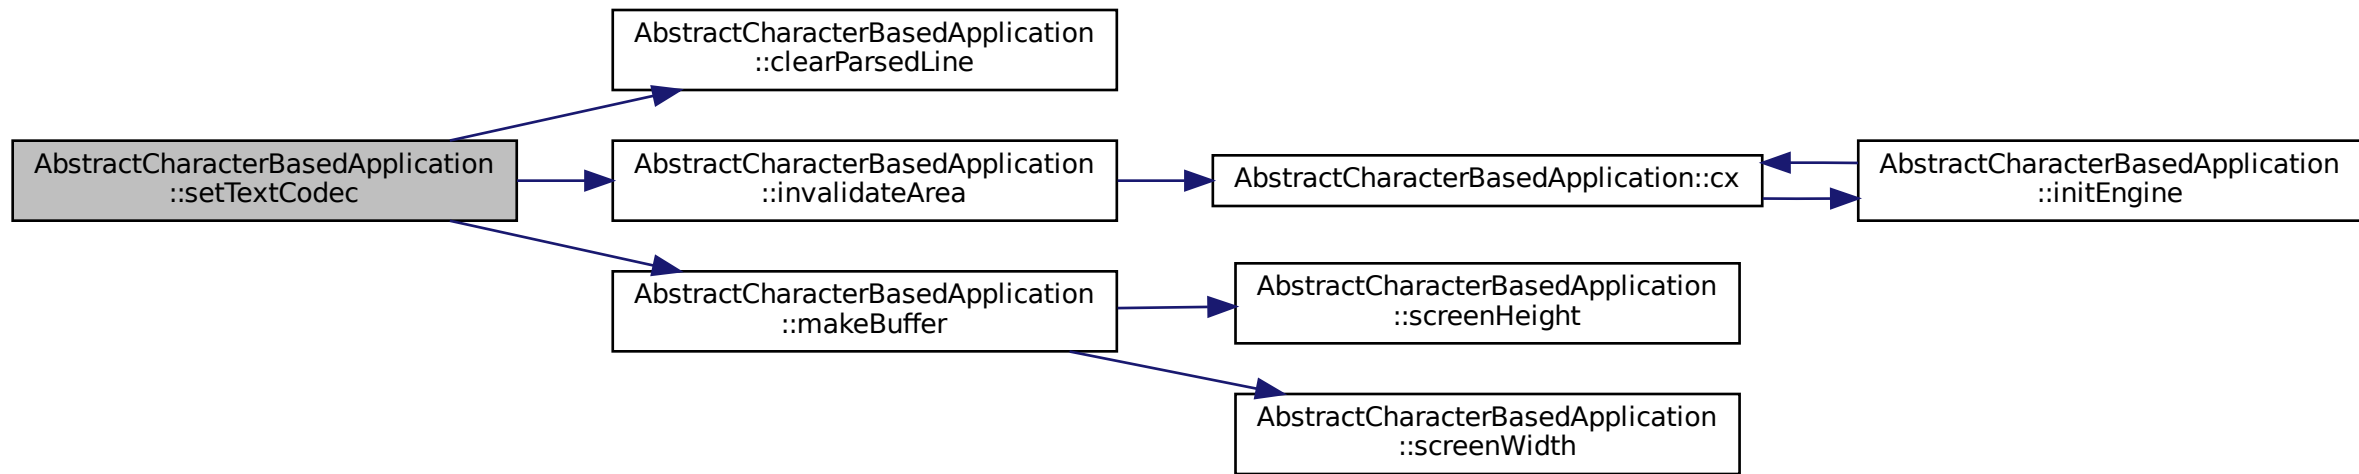 AbstractCharacterBasedApplication
::setTextCodec
AbstractCharacterBasedApplication
::clearParsedLine
AbstractCharacterBasedApplication
::invalidateArea
AbstractCharacterBasedApplication::cx
AbstractCharacterBasedApplication
::initEngine
AbstractCharacterBasedApplication
::makeBuffer
AbstractCharacterBasedApplication
::screenHeight
AbstractCharacterBasedApplication
::screenWidth